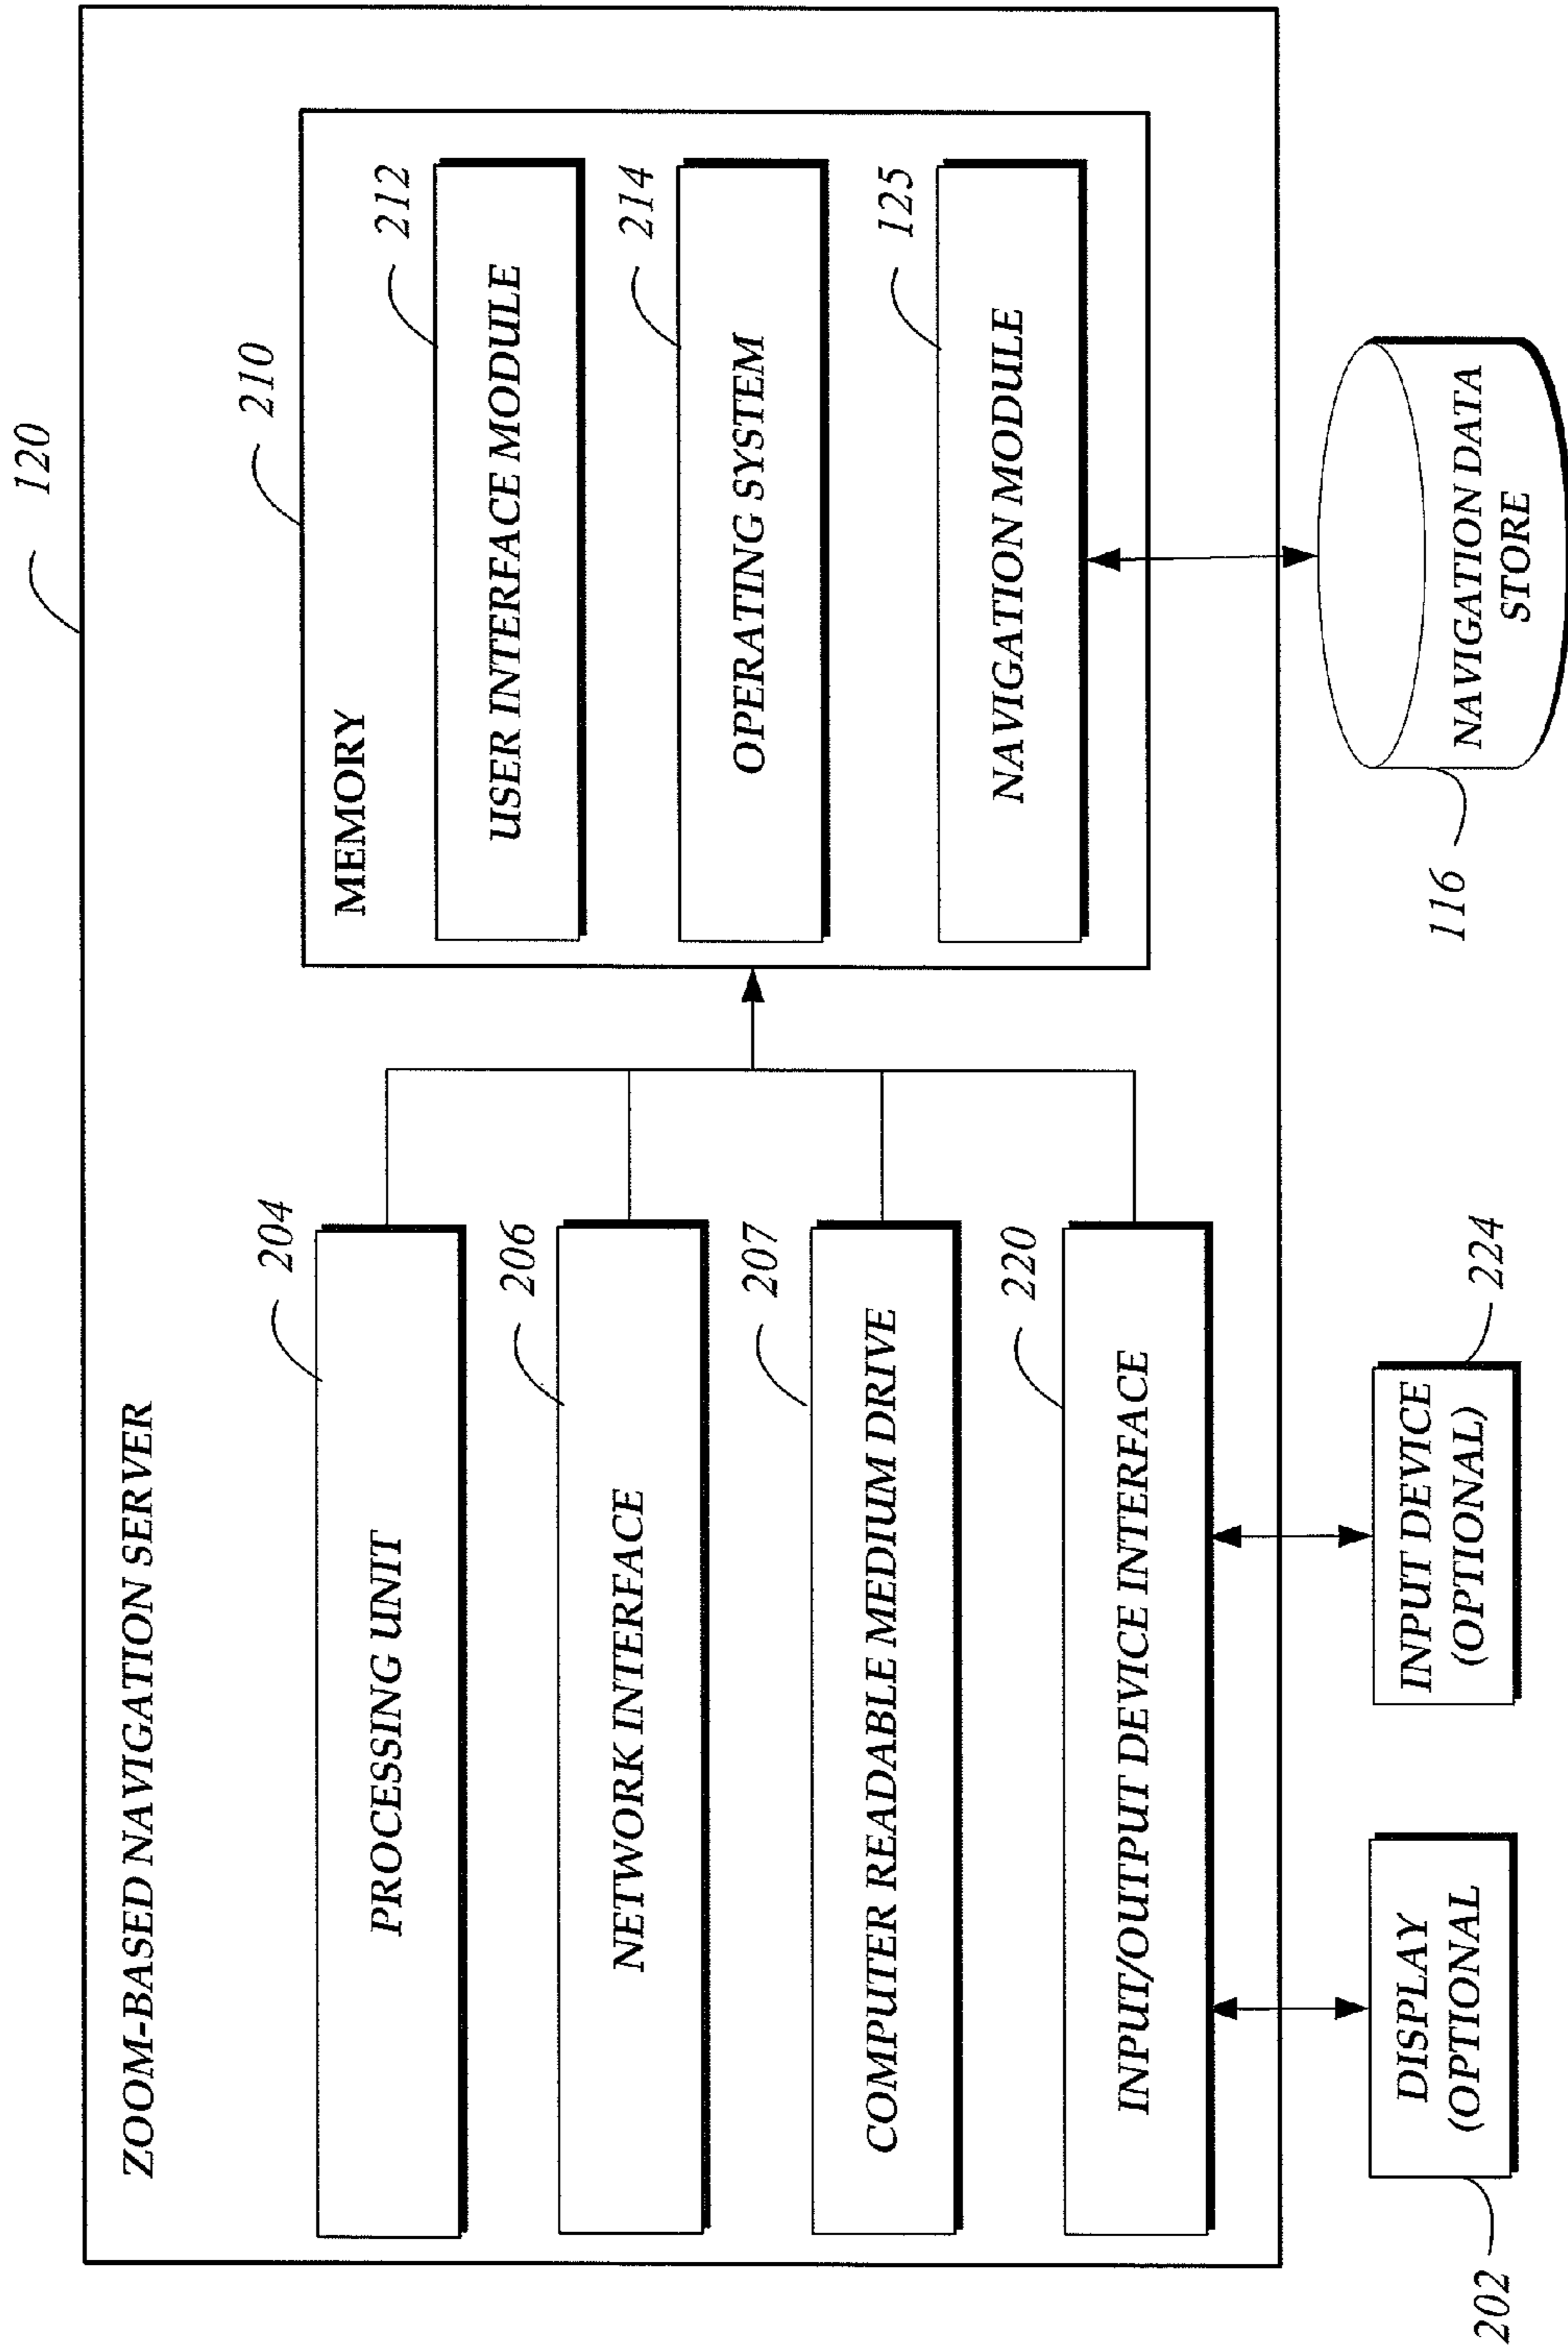 120
ZOOM-BASED NAVIGATION SERVER
204
PROCESSING UNIT
206
NETWORK INTERFACE
207
COMPUTER READABLE MEDIUM DRIVE
220
INPUT/OUTPUT DEVICE INTERFACE
210
MEMORY
212
USER INTERFACE MODULE
214
OPERATING SYSTEM
125
NAVIGATION MODULE
202
DISPLAY
(OPTIONAL
INPUT DEVICE
(OPTIONAL)
224
116
NAVIGATION DATA
STORE